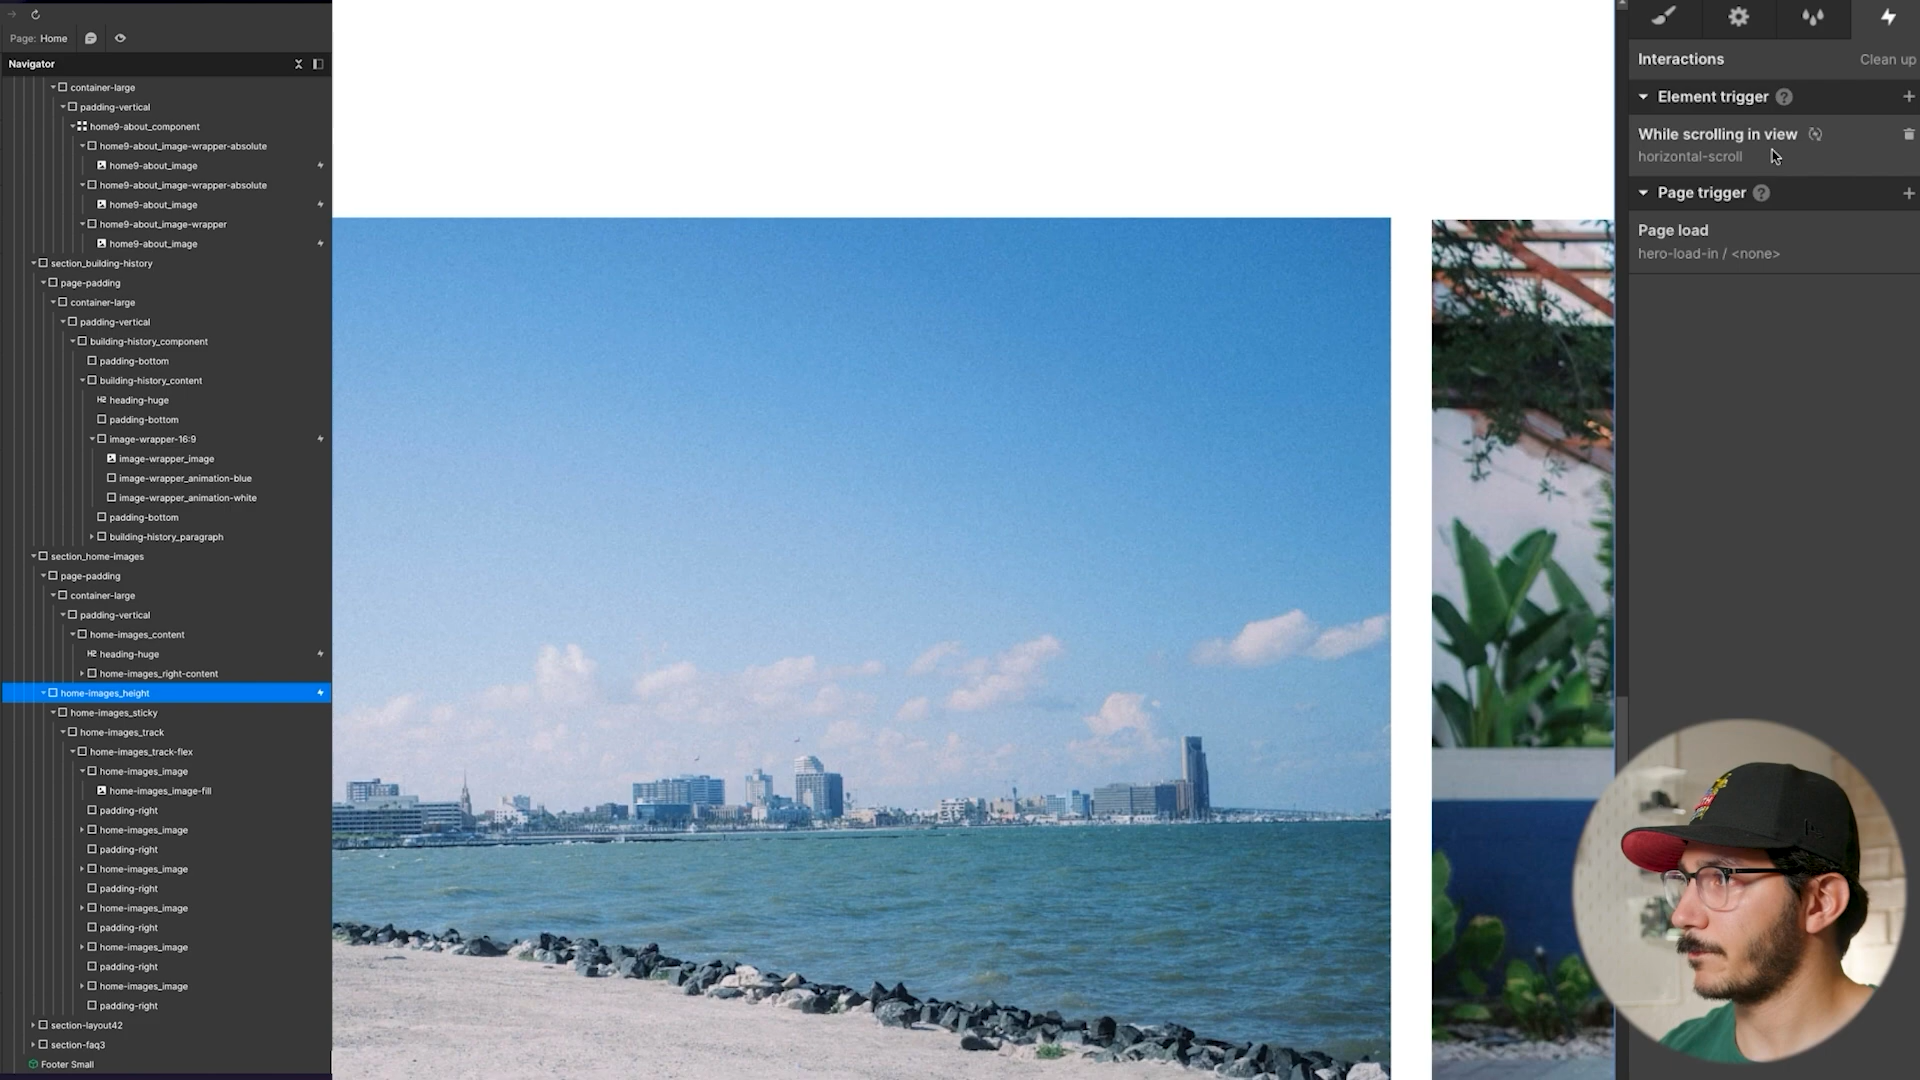 Page: Home
Navigator
container-large
padding-vertical
home9-about_component
home9-about_image-wrapper-absolute
home9-about_image
home9-about_image-wrapper-absolute
home9-about_image
home9-about_image-wrapper
home9-about_image
section_building-history
page-padding
container-large
padding-vertical
building-history_component
padding-bottom
building-history_content
H2 heading-huge
padding-bottom
image-wrapper-16:9
image-wrapper_image
image-wrapper_animation-blue
image-wrapper_animation-white
padding-bottom
building-history_paragraph
section_home-images
page-padding
container-large
padding-vertical
home-images_content
H2 heading-huge
home-images_right-content
home-images_height
home-images_sticky
home-images_track
home-images_track-flex
home-images_image
home-images_image-fill
padding-right
home-images_image
padding-right
home-images_image
padding-right
home-images_image
padding-right
home-images_image
padding-right
home-images_image
padding-right
section-layout42
section-faq3
Footer Small
Interactions Clean up
Element trigger ?
While scrolling in view
horizontal-scroll
Page trigger ?
Page load
hero-load-in / <none>